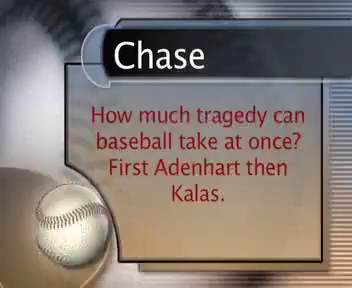 Chase
How much tragedy can
baseball take at once?
First Adenhart then
Kalas.